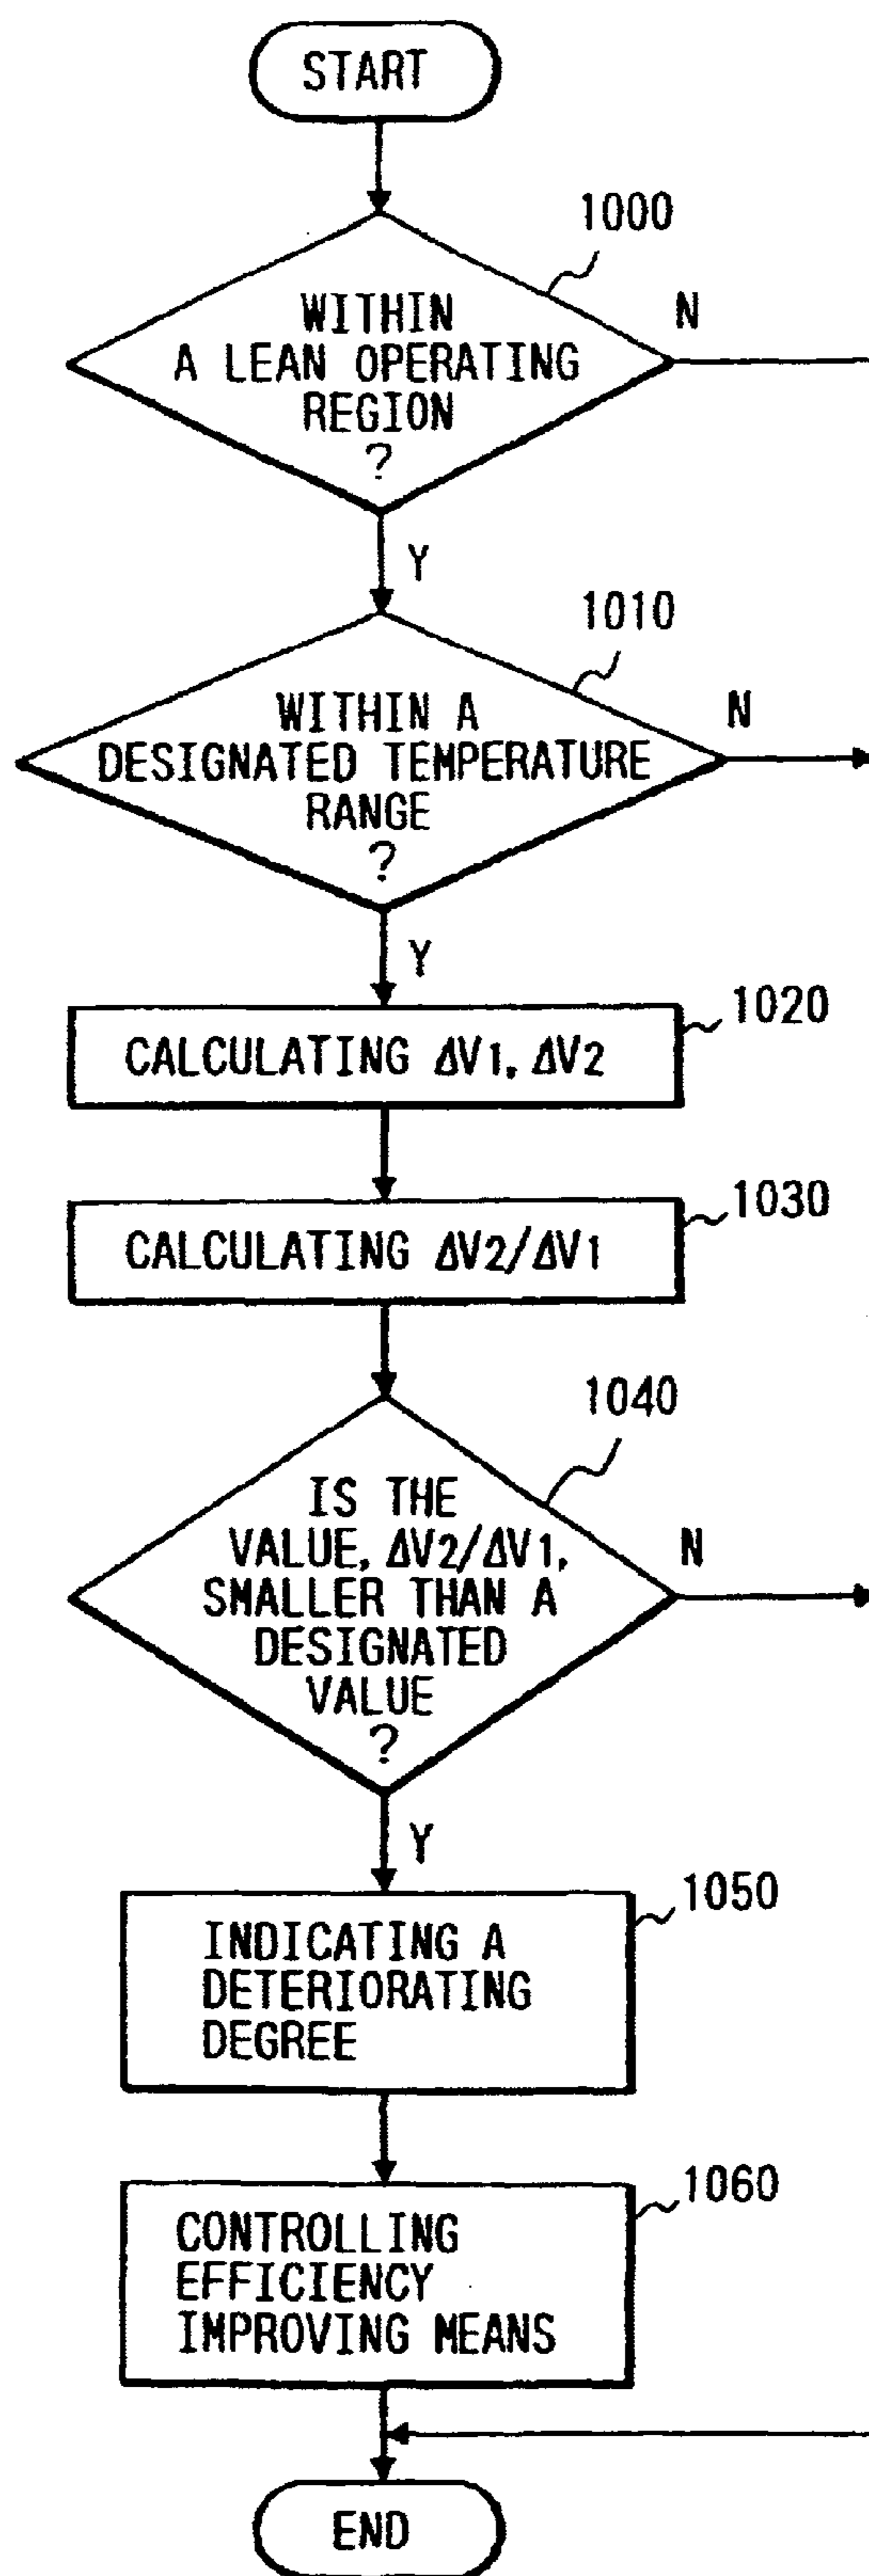 START
1000
WITHIN
A LEAN OPERATING
REGION
?
N
Y
1010
WITHIN A
DESIGNATED TEMPERATURE
RANGE
?
N
Y
1020
CALCULATING ΔV1, ΔV2
1030
CALCULATING ΔV2/ΔV1
1040
IS THE
VALUE, ΔV2/ΔV1,
SMALLER THAN A
DESIGNATED
VALUE
?
N
Y
1050
INDICATING A
DETERIORATING
DEGREE
1060
CONTROLLING
EFFICIENCY
IMPROVING MEANS
END